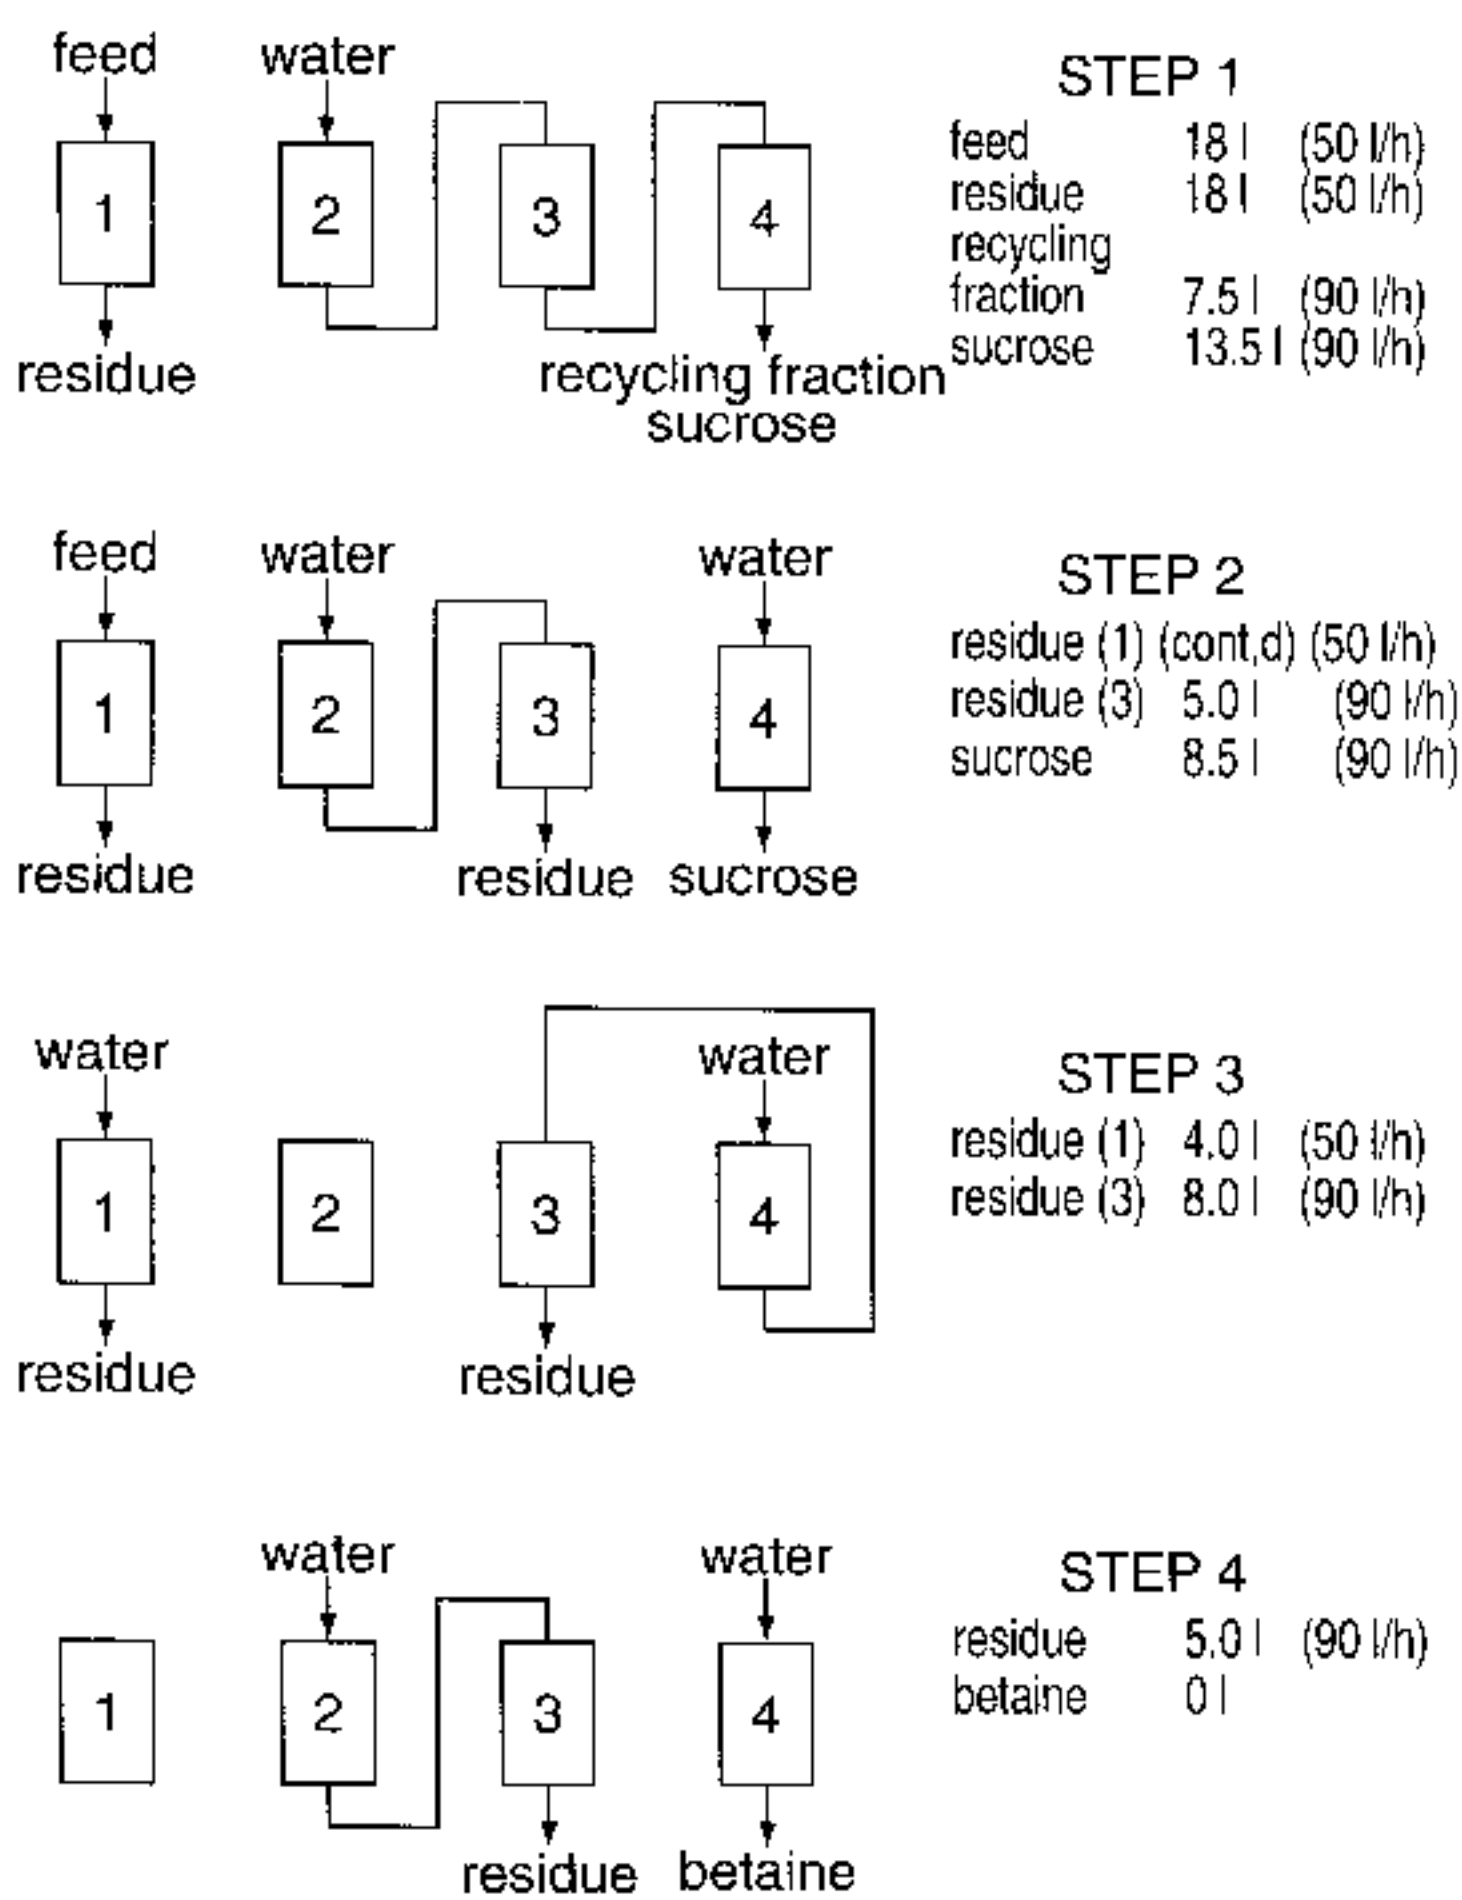 feed water STEP 1
feed 18 l (50 l/h)
1 2 3 4 residue 18 l (50 l/h)
recycling
fraction 7.5 l (90 l/h)
residue recycling fraction sucrose 13.5 l (90 l/h)
sucrose
feed water water STEP 2
residue (1) (cont,d) (50 l/h)
1 2 3 4 residue (3) 5.0 l (90 l/h)
sucrose 8.5 l (90 l/h)
residue residue sucrose
water water STEP 3
residue (1) 4.0 l (50 l/h)
1 2 3 4 residue (3) 8.0 l (90 l/h)
residue residue
water water STEP 4
residue 5.0 l (90 l/h)
1 2 3 4 betaine 0 l
residue betaine